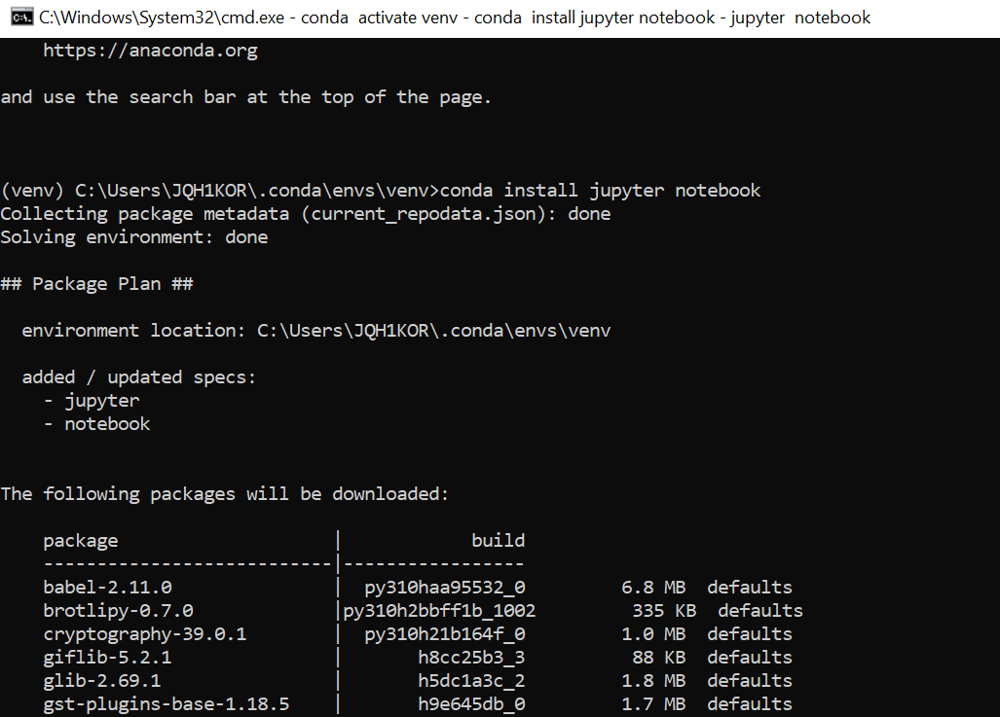 C:\Windows\System32\cmd.exe - conda  activate venv - conda  install jupyter notebook - jupyter  notebook
    https://anaconda.org
and use the search bar at the top of the page.
(venv) C:\Users\JQH1KOR\.conda\envs\venv>conda install jupyter notebook
Collecting package metadata (current_repodata.json): done
Solving environment: done
## Package Plan ##
  environment location: C:\Users\JQH1KOR\.conda\envs\venv
  added / updated specs:
    - jupyter
    - notebook
The following packages will be downloaded:
    package                    |            build
    ---------------------------|-----------------
    babel-2.11.0               |  py310haa95532_0         6.8 MB  defaults
    brotlipy-0.7.0             |py310h2bbff1b_1002         335 KB  defaults
    cryptography-39.0.1        |  py310h21b164f_0         1.0 MB  defaults
    giflib-5.2.1               |       h8cc25b3_3          88 KB  defaults
    glib-2.69.1                |       h5dc1a3c_2         1.8 MB  defaults
    gst-plugins-base-1.18.5    |       h9e645db_0         1.7 MB  defaults